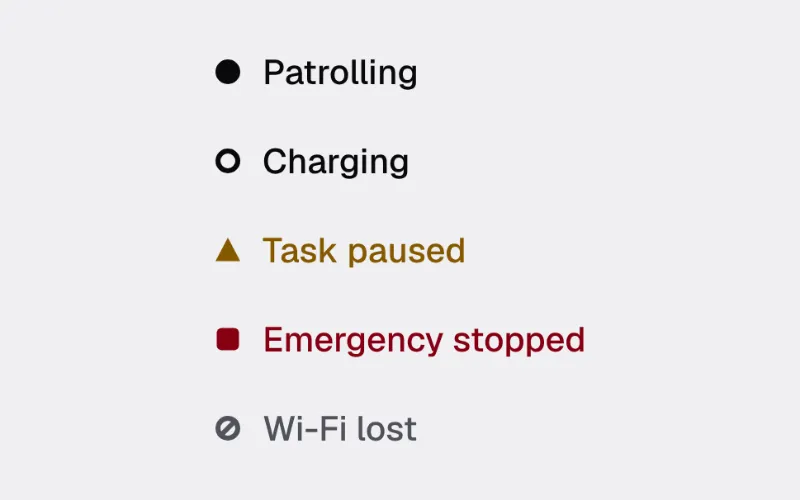 Patrolling
Charging
Task paused
Emergency stopped
Wi-Fi lost